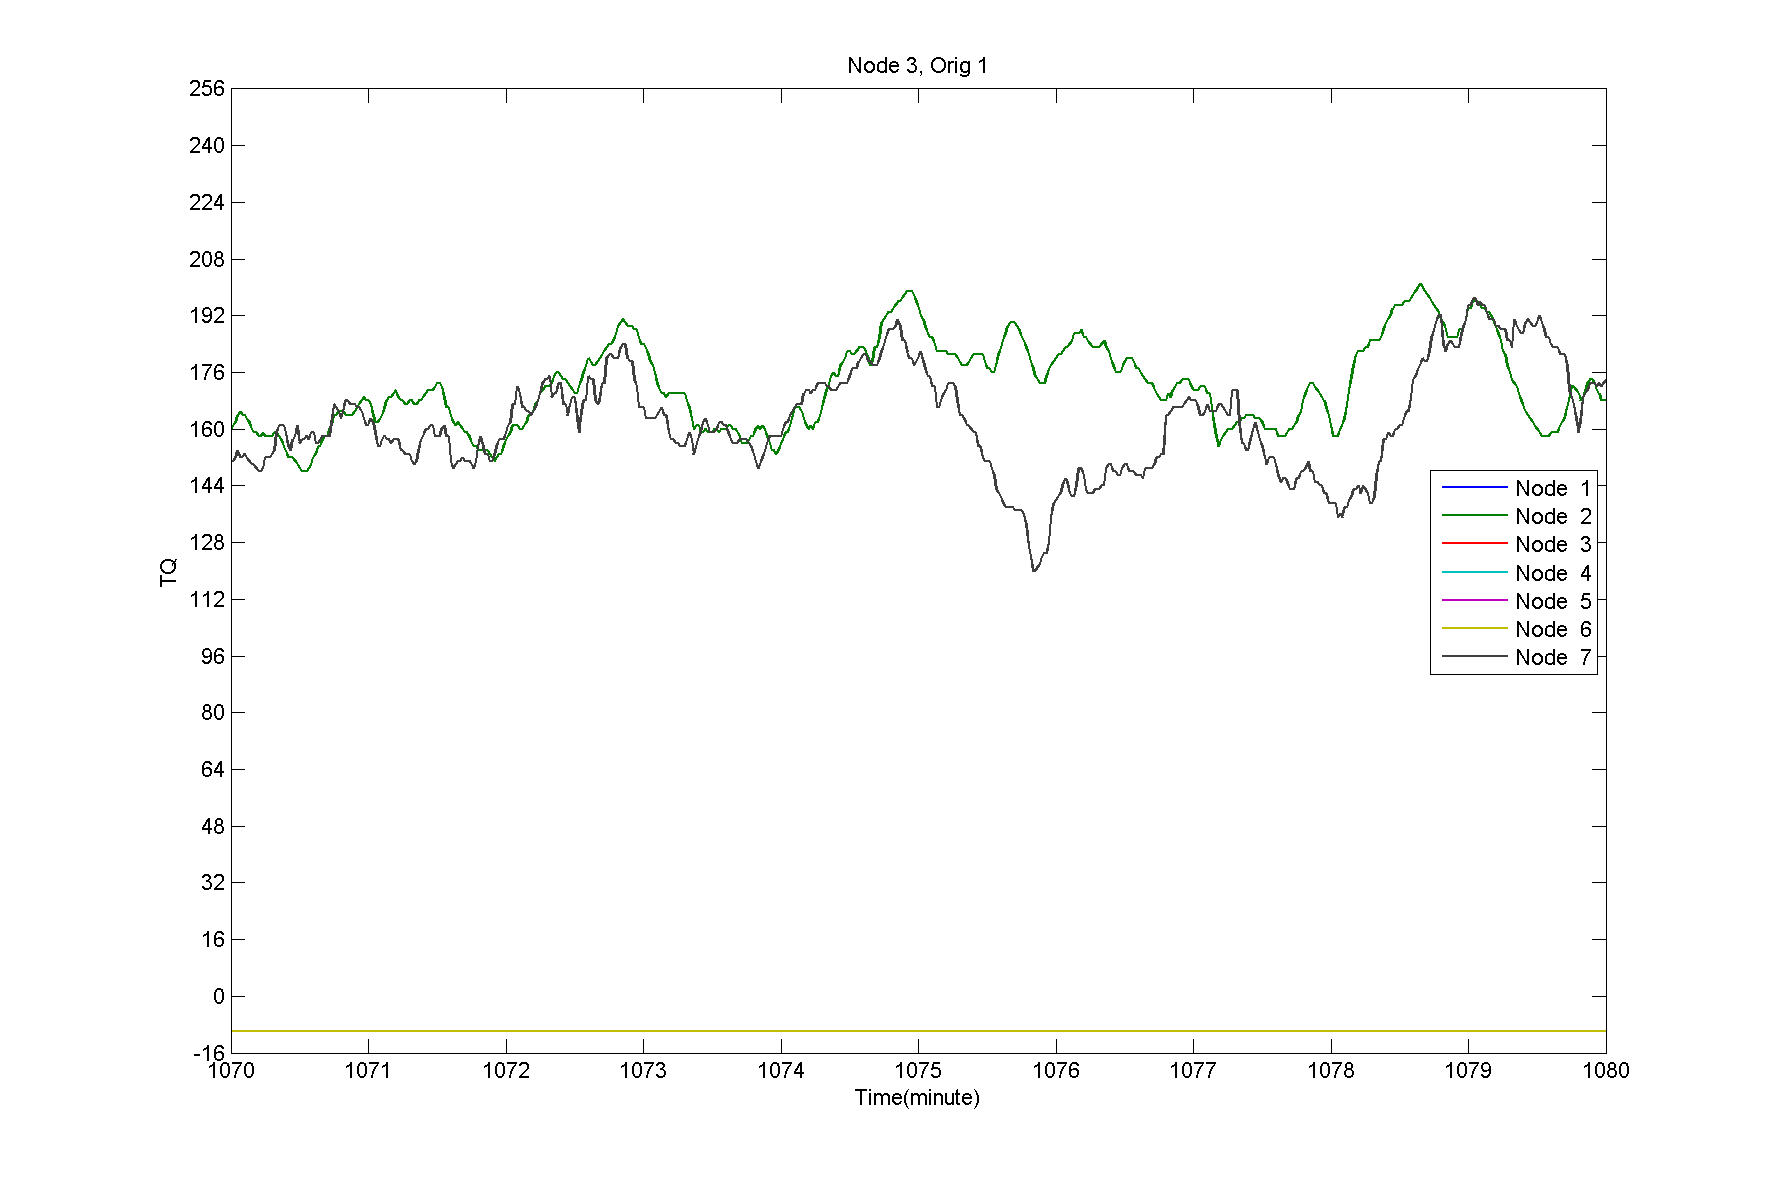 Node 3, Orig 1
256
240
224
208
192
176
160
144
128
112
96
80
64
48
32
16
0
-16
TQ
Node 1
Node 2
Node 3
Node 4
Node 5
Node 6
Node 7
1070 1071 1072 1073 1074 1075 1076 1077 1078 1079 1080
Time(minute)